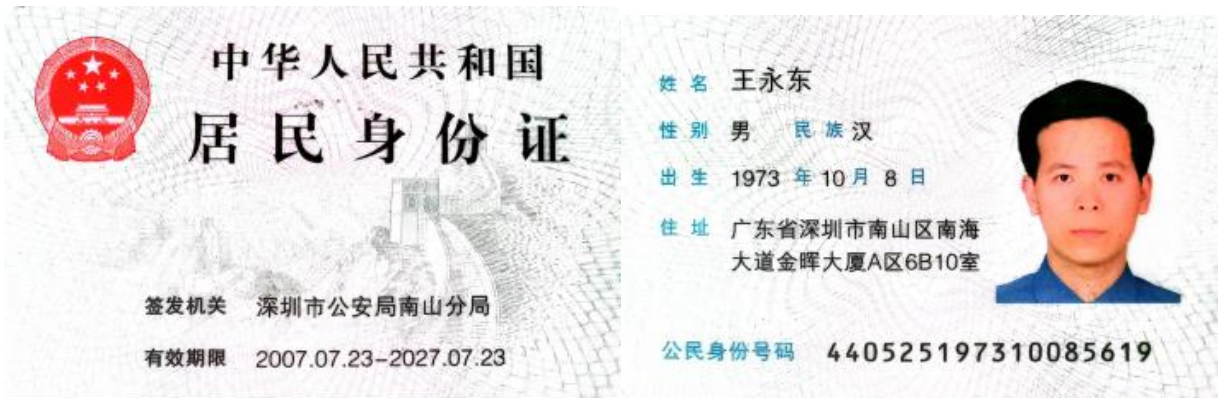 中华人民共和国
居民身份证
签发机关 深圳市公安局南山分局
有效期限 2007.07.23-2027.07.23
姓名 王永东
性别 男 民族 汉
出生 1973 年 10 月 8 日
住址 广东省深圳市南山区南海
大道金晖大厦A区6B10室
公民身份号码 440525197310085619